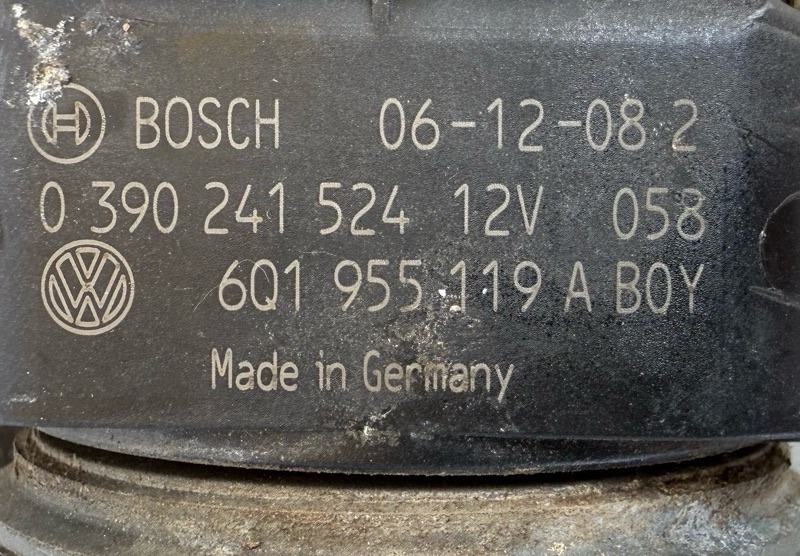 BOSCH 06-12-08 2
0 390 241 524 12V 058
6Q1 955 119 A BOY
Made in Germany